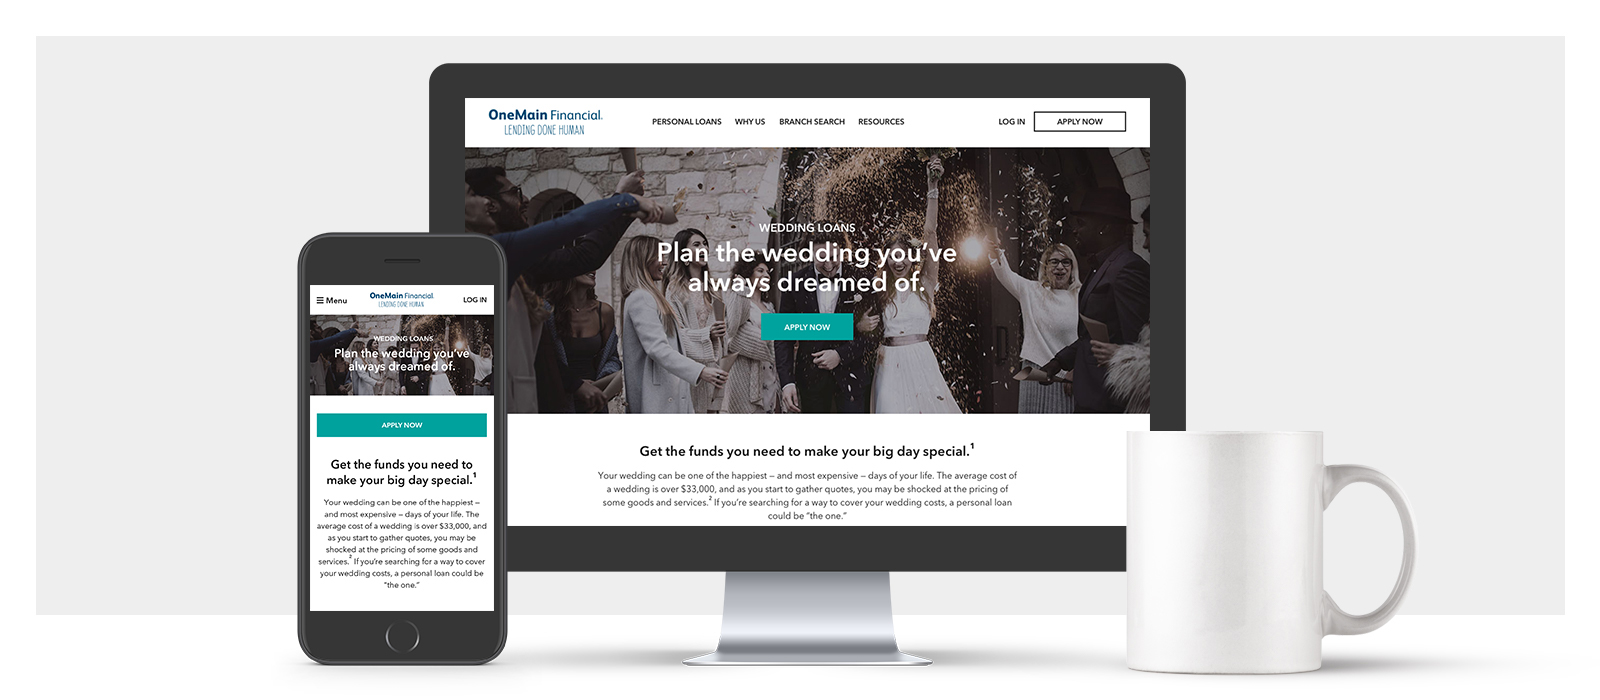 OneMain Financial.
LENDING DONE HUMAN
PERSONAL LOANS WHY US BRANCH SEARCH RESOURCES
LOG IN APPLY NOW
WEDDING LOANS
Plan the wedding you've
always dreamed of.
APPLY NOW
Get the funds you need to make your big day special.¹
Your wedding can be one of the happiest – and most expensive – days of your life. The average cost of
a wedding is over $33,000, and as you start to gather quotes, you may be shocked at the pricing of
some goods and services.² If you're searching for a way to cover your wedding costs, a personal loan
could be "the one."
Menu
OneMain Financial.
LENDING DONE HUMAN
LOG IN
WEDDING LOANS
Plan the wedding you've
always dreamed of.
APPLY NOW
Get the funds you need to
make your big day special.¹
Your wedding can be one of the happiest –
and most expensive – days of your life. The
average cost of a wedding is over $33,000, and
as you start to gather quotes, you may be
shocked at the pricing of some goods and
services.² If you're searching for a way to cover
your wedding costs, a personal loan could be
"the one."